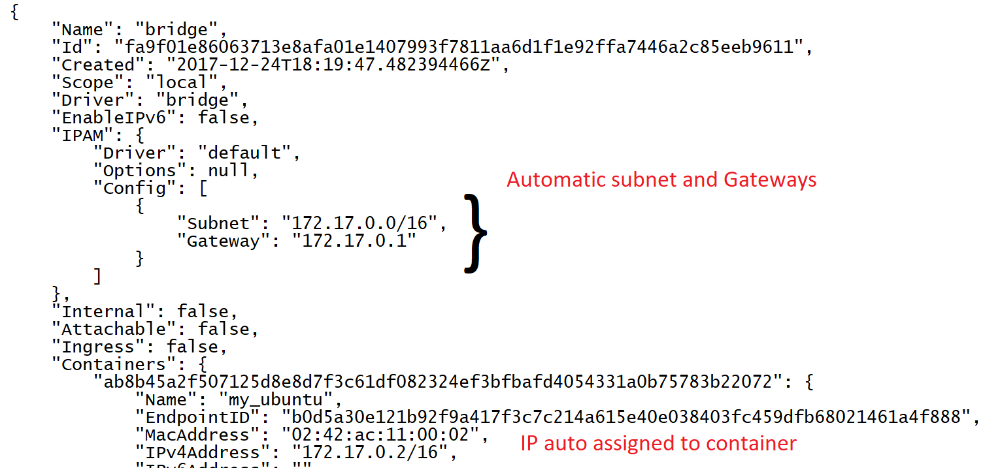 {
"Name": "bridge",
"Id": "fa9f01e86063713e8afa01e1407993f7811aa6d1f1e92ffa7446a2c85eeb9611",
"Created": "2017-12-24T18:19:47.482394466Z",
"Scope": "local",
"Driver": "bridge",
"EnableIPv6": false,
"IPAM": {
"Driver": "default",
"Options": null,
"Config": [
Automatic subnet and Gateways
{
"Subnet": "172.17.0.0/16",
"Gateway": "172.17.0.1"
}
}
]
},
"Internal": false,
"Attachable": false,
"Ingress": false,
"Containers": {
"ab8b45a2f507125d8e8d7f3c61df082324ef3bfbafd4054331a0b75783b22072": {
"Name": "my_ubuntu",
"EndpointID": "b0d5a30e121b92f9a417f3c7c214a615e40e038403fc459dfb68021461a4f888",
"MacAddress": "02:42:ac:11:00:02",
IP auto assigned to container
"IPv4Address": "172.17.0.2/16",
"IPv6Address": ""